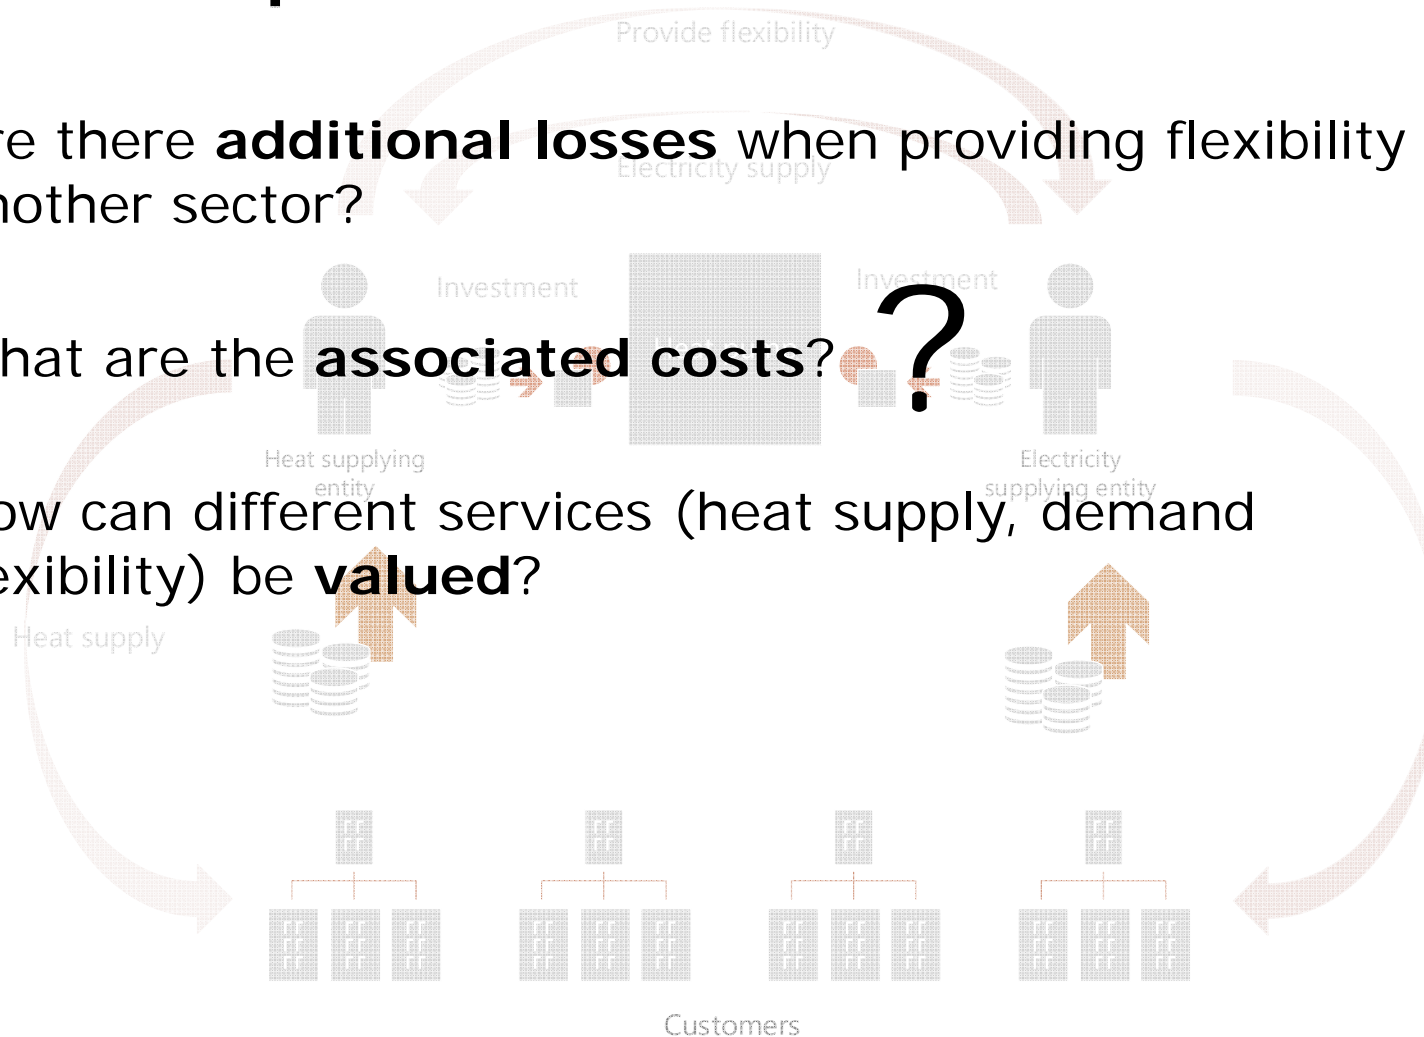 Provide flexibility
re there additional losses when providing flexibility
Electricity supply
nother sector?
Investment
Investment
?
hat are the associated costs?
Heat supplying
entity
Electricity
supplying entity
ow can different services (heat supply, demand
exibility) be valued?
Heat supply
Customers